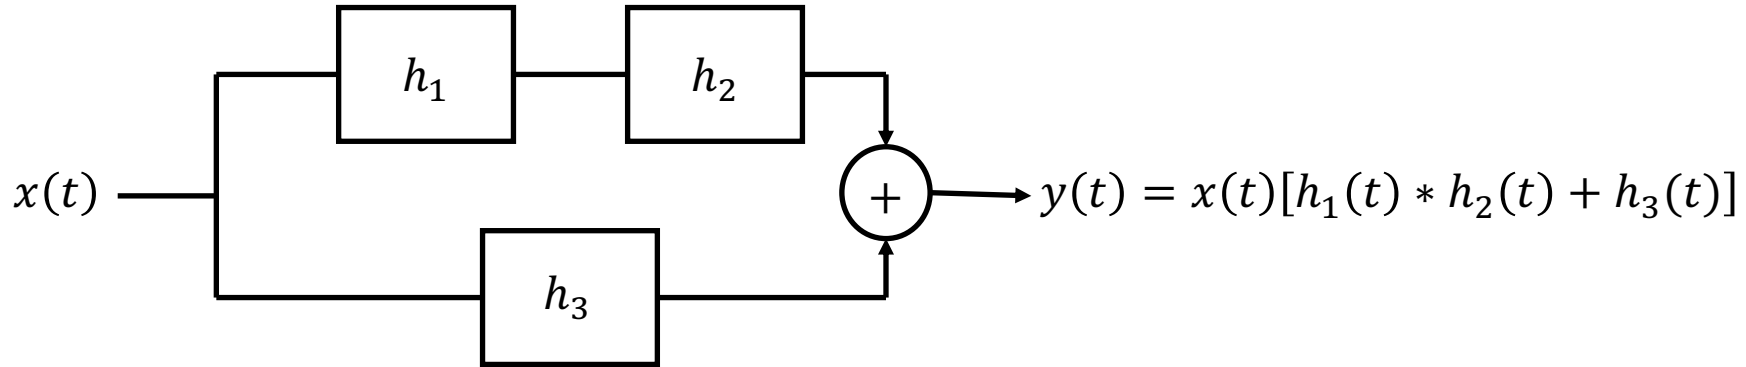 h₁
h₂
x(t)
+
y(t) = x(t)[h₁(t) * h₂(t) + h₃(t)]
h₃